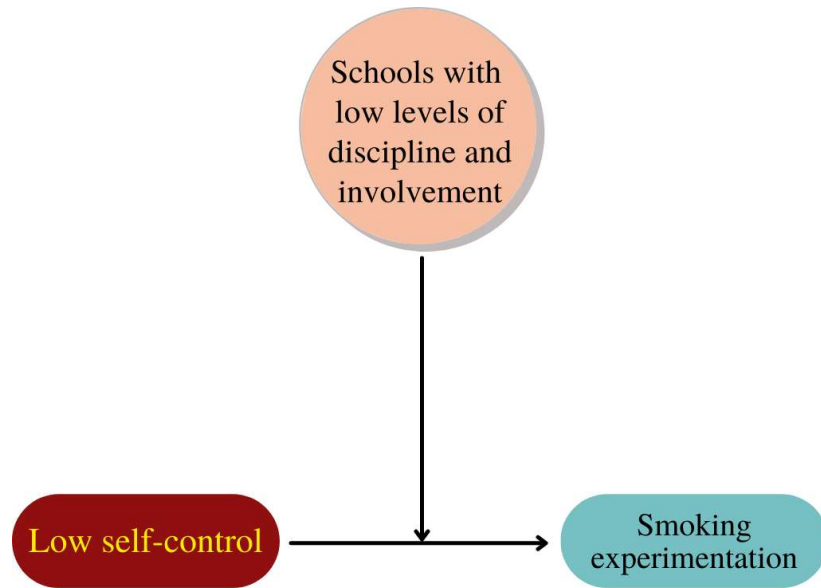 Schools with
low levels of
discipline and
involvement
Low self-control
Smoking
experimentation